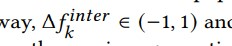 way, Δf_k^{inter} ∈ (−1, 1) and